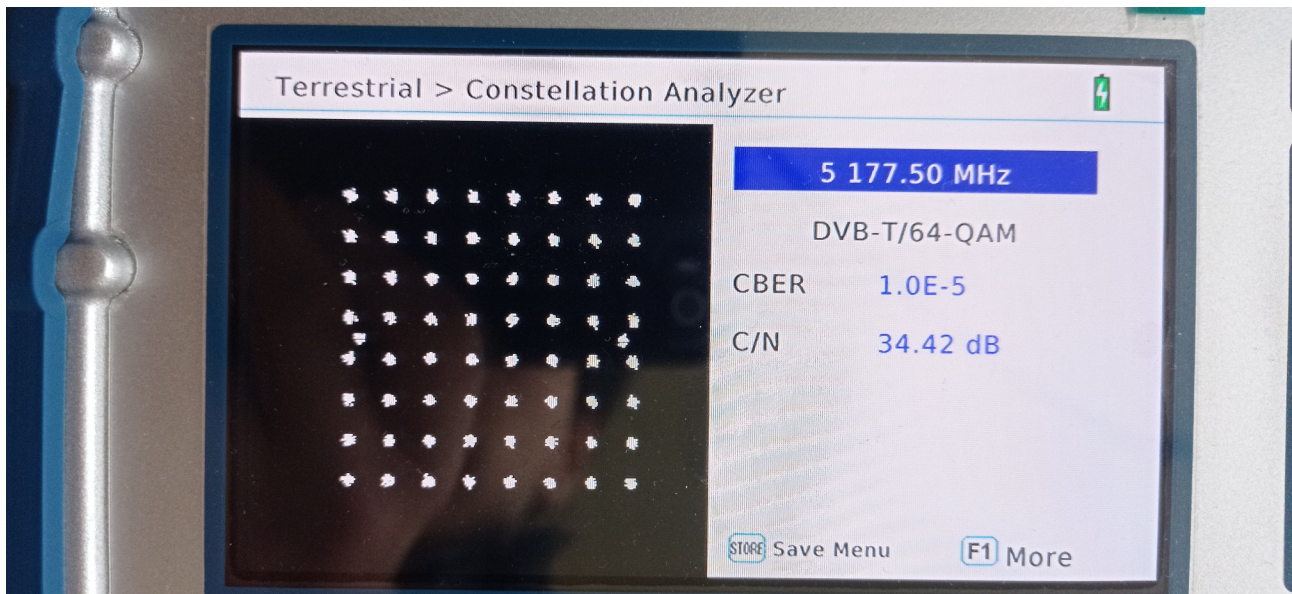 Terrestrial > Constellation Analyzer
5 177.50 MHz
DVB-T/64-QAM
CBER 1.0E-5
C/N 34.42 dB
STORE Save Menu F1 More